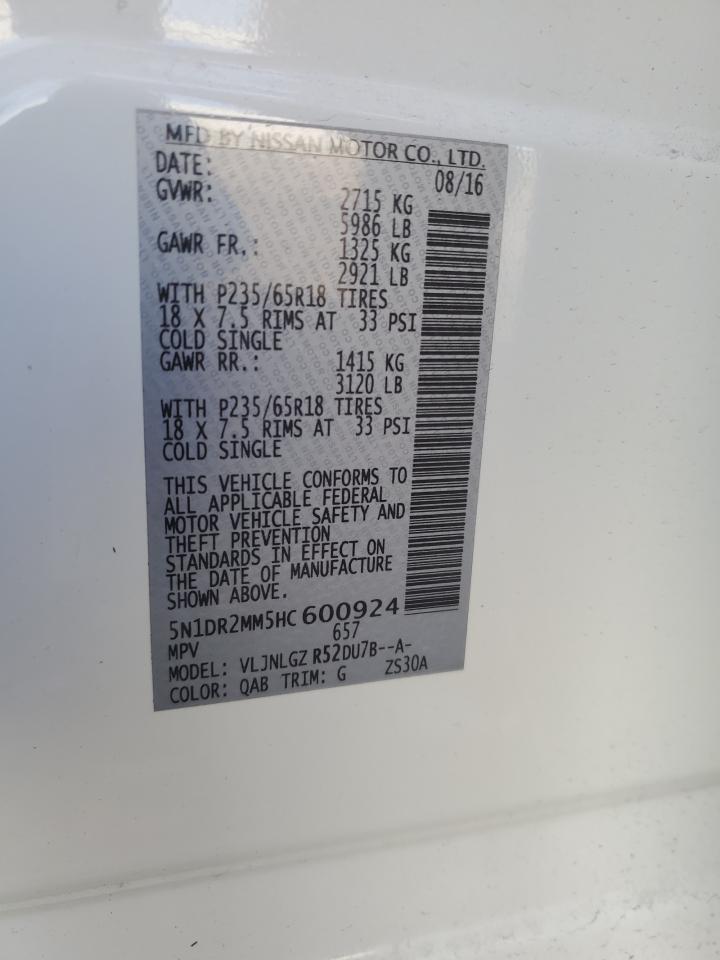 MFD BY NISSAN MOTOR CO., LTD.
DATE: 08/16
GVWR: 2715 KG
5986 LB
GAWR FR.: 1325 KG
2921 LB
WITH P235/65R18 TIRES
18 X 7.5 RIMS AT 33 PSI
COLD SINGLE
GAWR RR.: 1415 KG
3120 LB
WITH P235/65R18 TIRES
18 X 7.5 RIMS AT 33 PSI
COLD SINGLE
THIS VEHICLE CONFORMS TO
ALL APPLICABLE FEDERAL
MOTOR VEHICLE SAFETY AND
THEFT PREVENTION
STANDARDS IN EFFECT ON
THE DATE OF MANUFACTURE
SHOWN ABOVE.
5N1DR2MM5HC 600924
MPV 657
MODEL: VLJNLGZ R52DU7B--A-
COLOR: QAB TRIM: G ZS30A